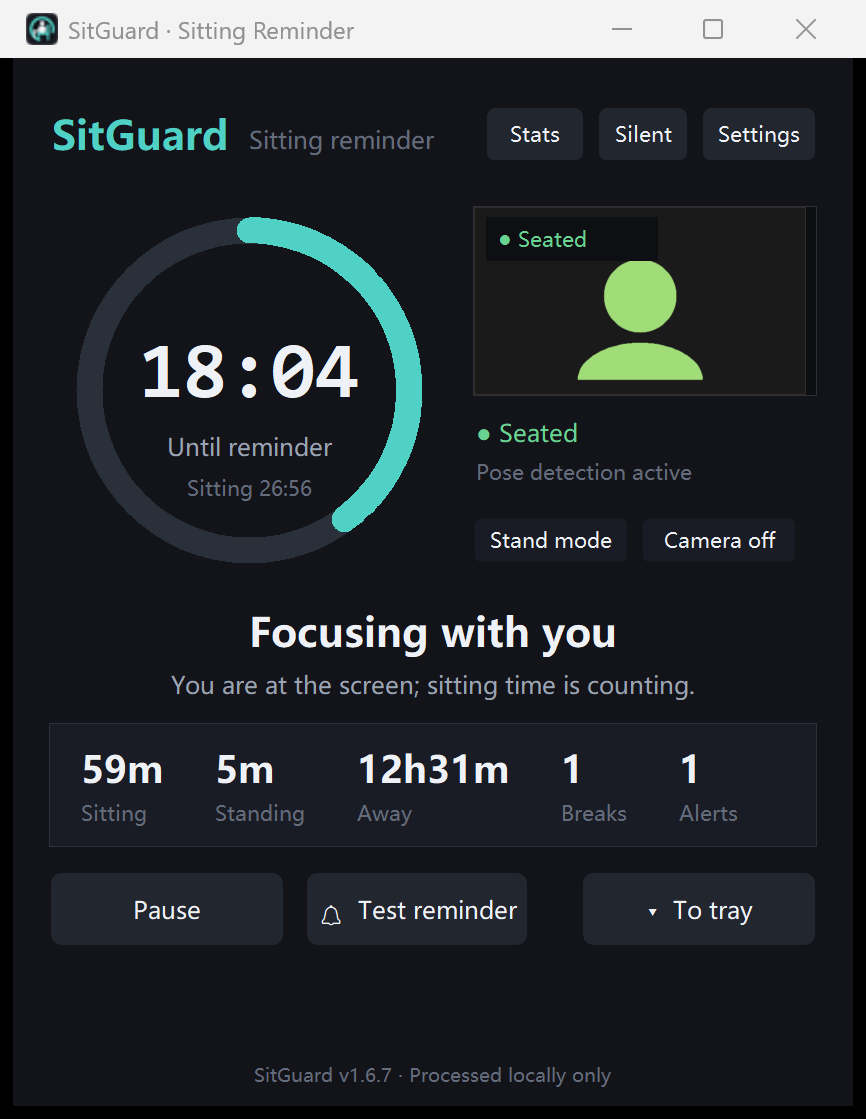 SitGuard · Sitting Reminder
SitGuard Sitting reminder
Stats Silent Settings
● Seated
18:04
Until reminder
Sitting 26:56
● Seated
Pose detection active
Stand mode Camera off
Focusing with you
You are at the screen; sitting time is counting.
59m 5m 12h31m 1 1
Sitting Standing Away Breaks Alerts
Pause Test reminder ▾ To tray
SitGuard v1.6.7 · Processed locally only